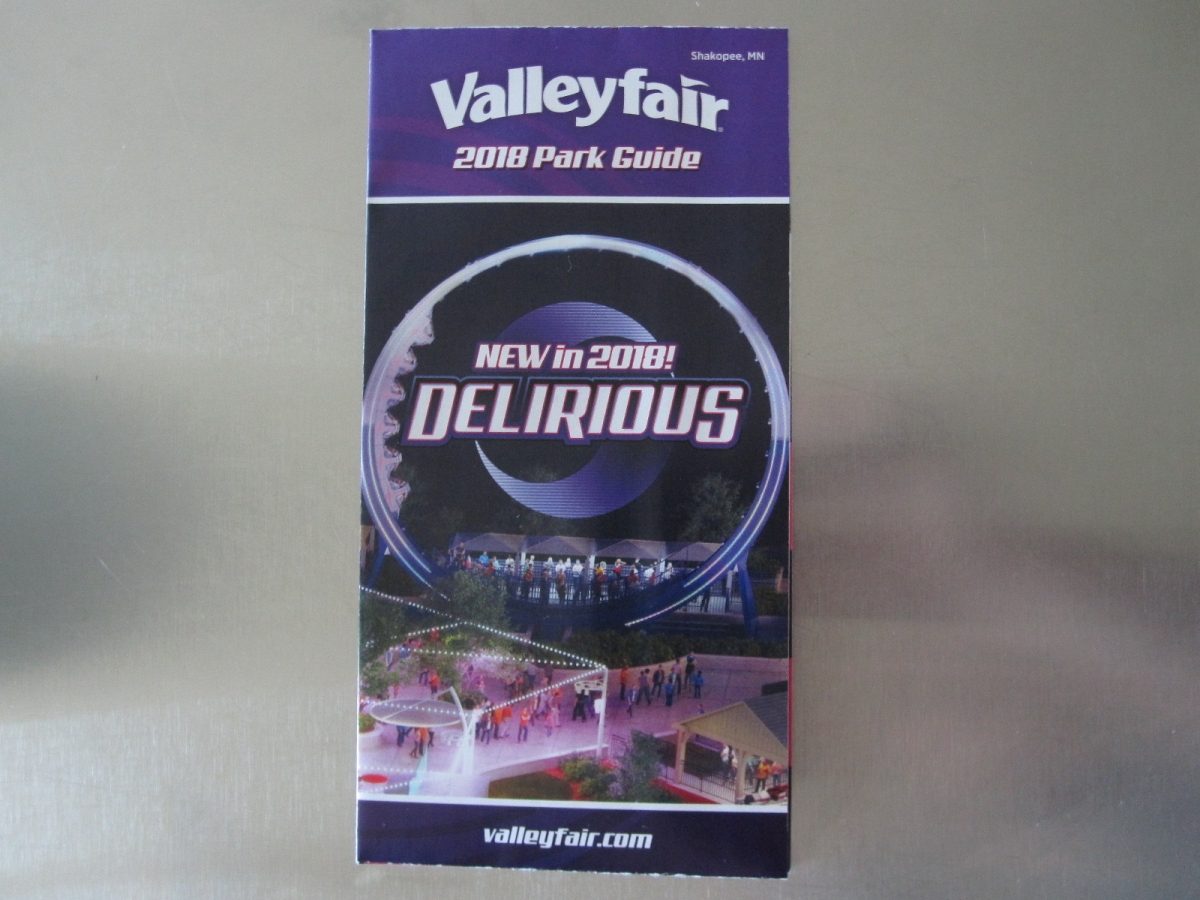 Shakopee, MN
Valleyfair
2018 Park Guide
NEW in 2018!
DELIRIOUS
valleyfair.com